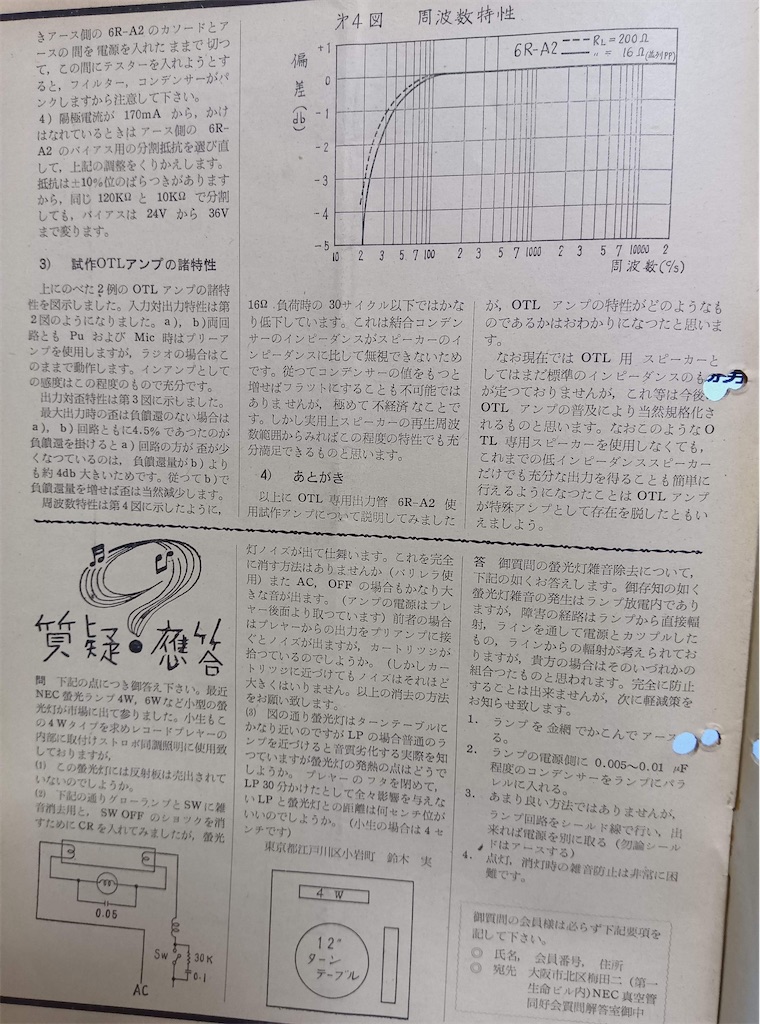 きアース側の 6R-A2 のカソードとア
ースの間を電源を入れたままで切つ
て,この間にテスターを入れようとす
ると,フイルター,コンデンサーがパ
ンクしますから注意して下さい。
4) 陽極電流が 170mA から,かけ
はなれているときはアース側の 6R-
A2 のバイアス用の分割抵抗を選び直
して,上記の調整をくりかえします。
抵抗は±10%位のばらつきがあります
から,同じ 120KΩ と 10KΩ で分割
しても,バイアスは 24V から 36V
まで変ります。
3) 試作OTLアンプの諸特性
上にのべた2例の OTL アンプの諸特
性を図示しました。入力対出力特性は第
2図のようになりました。a), b)両回
路とも Pu および Mic 時はプリーア
ンプを使用しますが,ラジオの場合はこ
のままで動作します。インアンプとして
の感度はこの程度のもので充分です。
出力対歪特性は第3図に示しました。
最大出力時の歪は負饋還のない場合は
a), b)回路ともに4.5%であつたのが
負饋還を掛けるとa)回路の方が歪が少
くなつているのは,負饋還量がb)より
も約4db大きいためです。従つてb)で
負饋還量を増せば歪は当然減少します。
周波数特性は第4図に示したように,
第4図 周波数特性
偏差(db)
+1
0
-1
-2
-3
-4
-5
6R-A2 RL=200Ω
〃 =16Ω(並列PP)
10 2 3 5 7 100 2 3 5 7 1000 2 3 5 7 10000 2
周波数(c/s)
16Ω 負荷時の 30サイクル以下ではかな
り低下しています。これは結合コンデン
サーのインピーダンスがスピーカーのイ
ンピーダンスに比して無視できないため
です。従つてコンデンサーの値をもつと
増せばフラツトにすることも不可能では
ありませんが,極めて不経済なことで
す。しかし実用上スピーカーの再生周波
数範囲からみればこの程度の特性でも充
分満足できるものと思います。
4) あとがき
以上に OTL 専用出力管 6R-A2 使
用試作アンプについて説明してみました
が, OTL アンプの特性がどのようなも
のであるかはおわかりになつたと思いま
す。
なお現在では OTL 用 スピーカーと
してはまだ標準のインピーダンスのも
が定つておりませんが,これ等は今後
OTL アンプの普及により当然規格化さ
れるものと思います。なおこのようなO
TL 専用スピーカーを使用しなくても,
これまでの低インピーダンススピーカー
だけでも充分な出力を得ることも簡単に
行えるようになつたことは OTL アンプ
が特殊アンプとして存在を脱したともい
えましよう。
質疑・應答
問 下記の点につき御答え下さい。最近
NEC螢光ランプ4W, 6Wなど小型の螢
光灯が市場に出て参りました。小生もこ
の4Wタイプを求めレコードプレヤーの
内部に取付けストロボ同調照明に使用致
しておりますが,
(1) この螢光灯には反射板は売出されて
いないのでしようか。
(2) 下記の通りグローランプとSWに雑
音消去用と, SW OFF のショツクを消
すためにCRを入れてみましたが,螢光
0.05
Sw
30K
0.1
AC
灯ノイズが出て仕舞います。これを完全
に消す方法はありませんか(バリレラ使
用)また AC, OFF の場合もかなり大き
な音が出ます。(アンプの電源はプレ
ヤー後面より取つています)前者の場合
はプレヤーからの出力をプリアンプに接
ぐとノイズが出ますが,カートリツジが
拾つているのでしようか。(しかしカー
トリツジに近づけてもノイズはそれほど
大きくはいりません。以上の消去の方法
をお願い致します。
(3) 図の通り螢光灯はターンテーブルに
かなり近いのですが LP の場合普通のラ
ンプを近づけると音質劣化する実際を知
つていますが螢光灯の発熱の点はどうで
しようか。 プレヤーのフタを閉めて,
LP30分かけたとして全々影響を与えな
いLPと螢光灯との距離は何センチ位が
いいのでしようか。(小生の場合は4セ
ンチです)
東京都江戸川区小岩町 鈴木 実
4W
12"
ターン
テーブル
答 御質問の螢光灯雑音除去について,
下記の如くお答えします。御存知の如く
螢光灯雑音の発生はランプ放電内であり
ますが,障害の経路はランプから直接輻
射,ラインを通して電源とカツプルした
もの,ラインからの輻射が考えられてお
りますが,貴方の場合はそのいづれかの
組合つたものと思われます。完全に防止
することは出来ませんが,次に軽減策を
お知らせ致します。
1. ランプを金網でかこんでアース
る。
2. ランプの電源側に 0.005〜0.01 μF
程度のコンデンサーをランプにパラ
レルに入れる。
3. あまり良い方法ではありませんが,
ランプ回路をシールド線で行い,出
来れば電源を別に取る(勿論シール
ドはアースする)
4. 点灯,消灯時の雑音防止は非常に困
難です。
御質問の会員様は必らず下記要項を
記して下さい。
◎ 氏名,会員番号,住所
◎ 宛先 大阪市北区梅田二(第一
生命ビル内)NEC真空管
同好会質問解答室御中